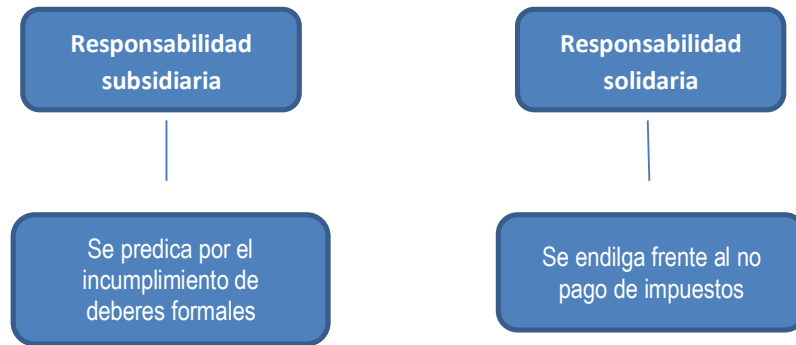 Responsabilidad
subsidiaria
Se predica por el
incumplimiento de
deberes formales
Responsabilidad
solidaria
Se endilga frente al no
pago de impuestos